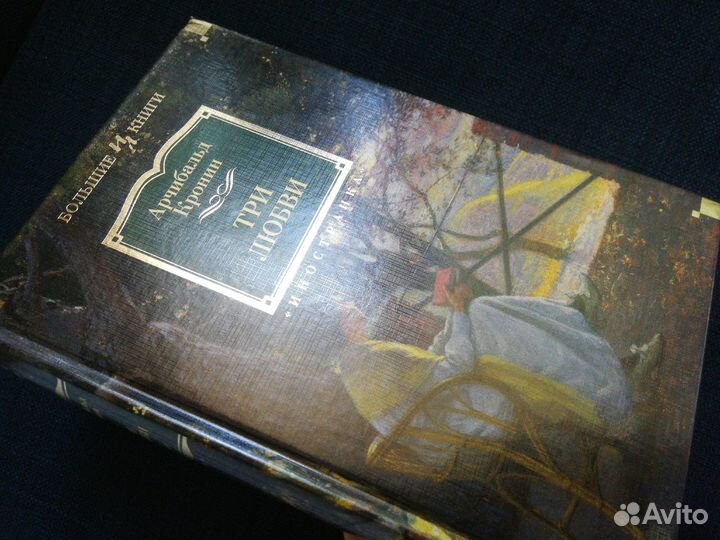 БОЛЬШИЕ КНИГИ
Арчибальд
Кронин
ТРИ
ЛЮБВИ
ИНОСТРАНКА
Avito